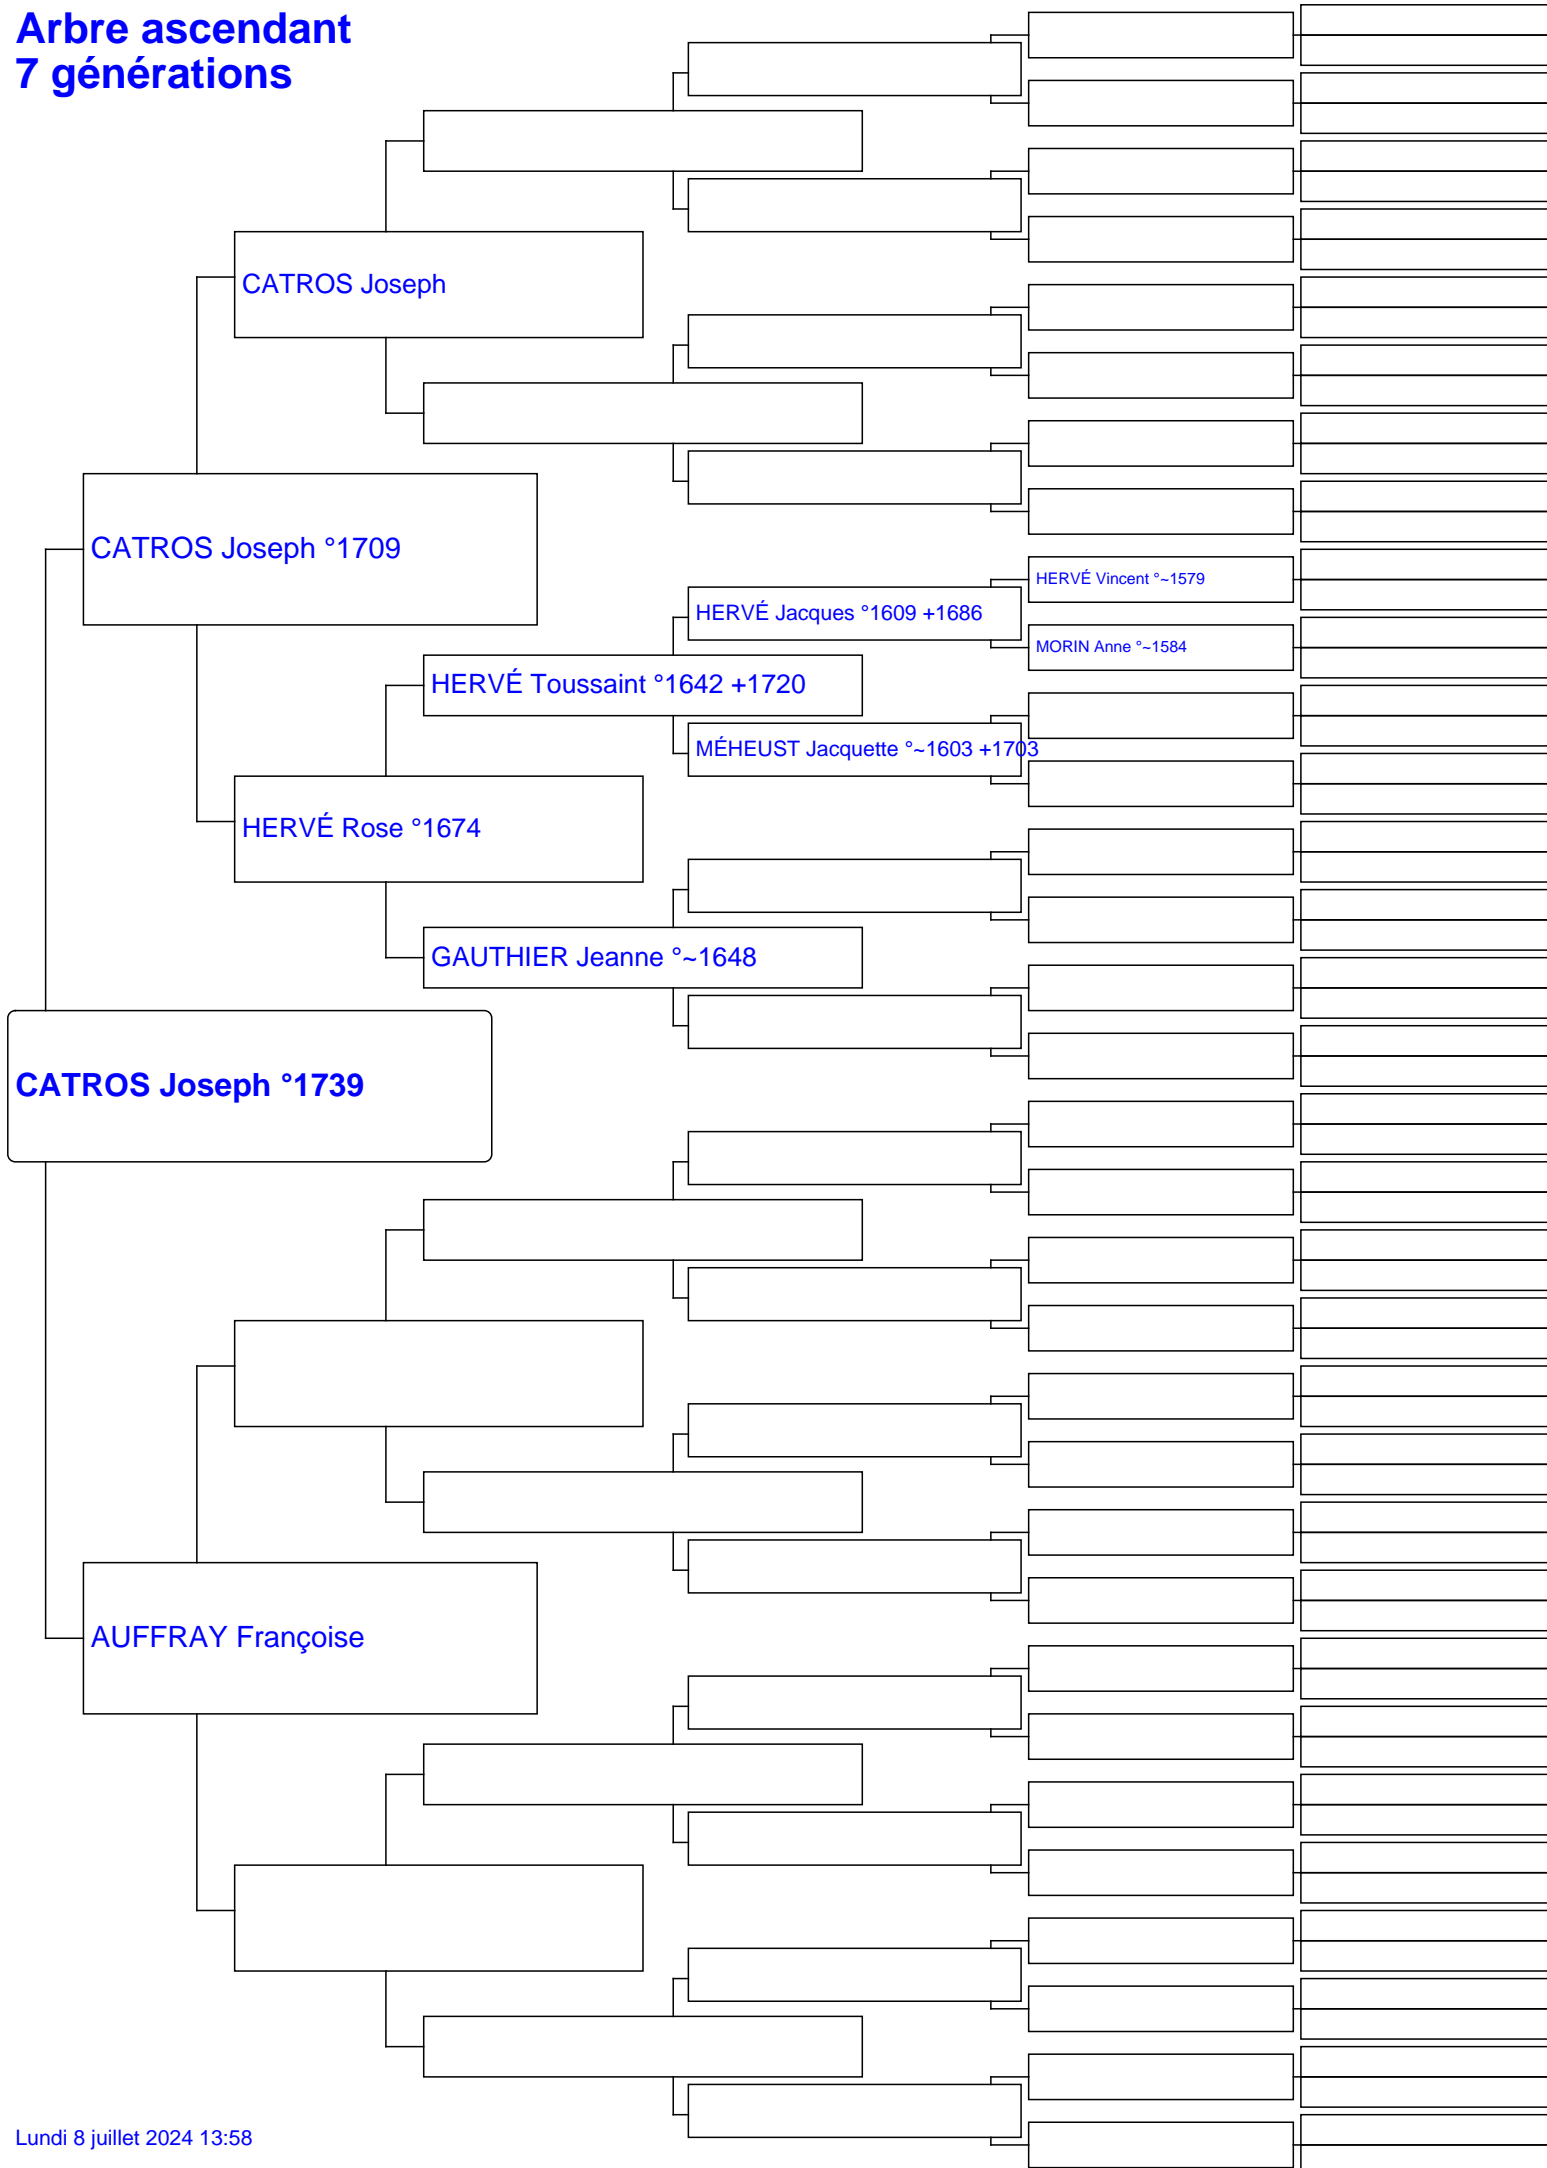 Arbre ascendant
7 générations
CATROS Joseph
CATROS Joseph °1709
HERVÉ Vincent °~1579
HERVÉ Jacques °1609 +1686
MORIN Anne °~1584
HERVÉ Toussaint °1642 +1720
MÉHEUST Jacquette °~1603 +1703
HERVÉ Rose °1674
GAUTHIER Jeanne °~1648
CATROS Joseph °1739
AUFFRAY Françoise
Lundi 8 juillet 2024 13:58